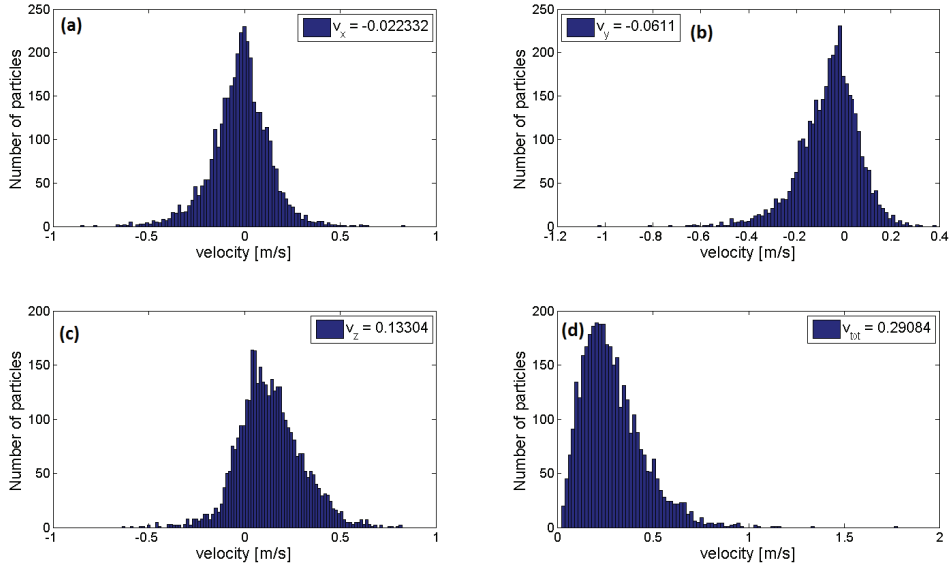 (a)
v_x = -0.022332
Number of particles
250
200
150
100
50
0
-1 -0.5 0 0.5 1
velocity [m/s]
v_y = -0.0611
(b)
Number of particles
250
200
150
100
50
0
-1.2 -1 -0.8 -0.6 -0.4 -0.2 0 0.2 0.4
velocity [m/s]
(c)
v_z = 0.13304
Number of particles
200
150
100
50
0
-1 -0.5 0 0.5 1
velocity [m/s]
(d)
v_tot = 0.29084
Number of particles
200
150
100
50
0
0 0.5 1 1.5 2
velocity [m/s]